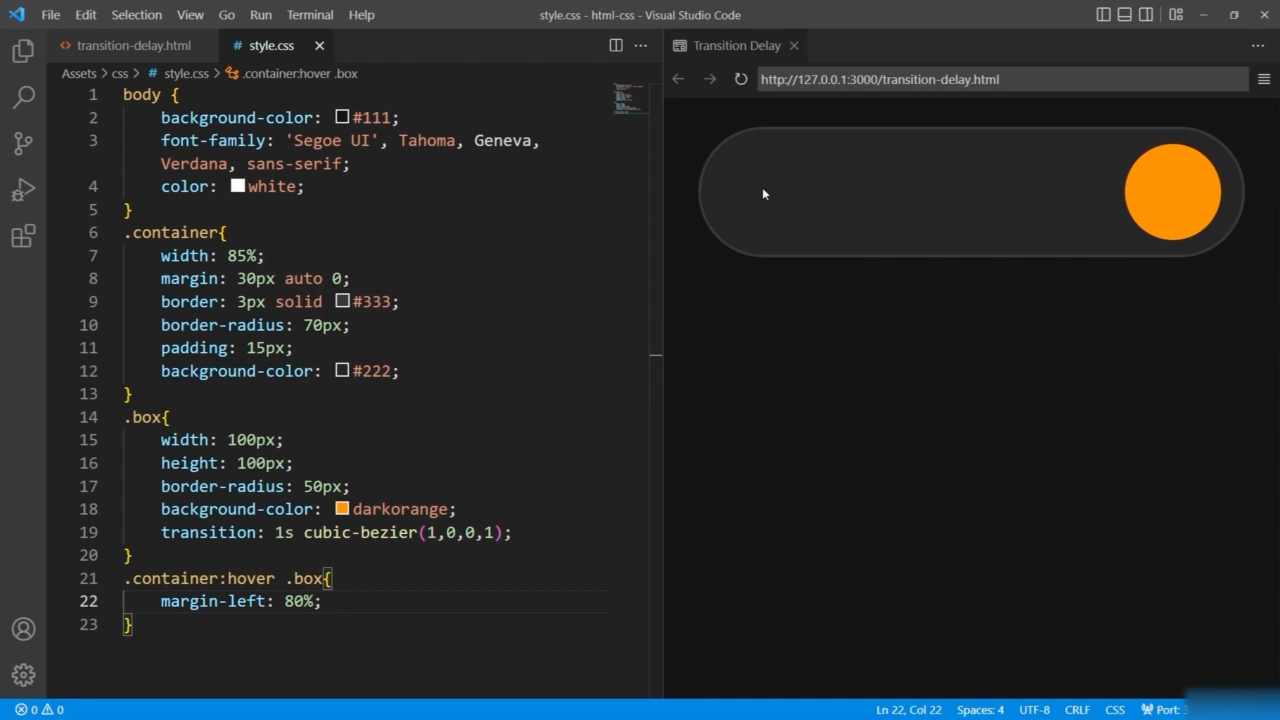 File Edit Selection View Go Run Terminal Help
style.css - html-css - Visual Studio Code
transition-delay.html
style.css
Transition Delay
Assets > css > # style.css > .container:hover .box
http://127.0.0.1:3000/transition-delay.html
1 body {
2 background-color: #111;
3 font-family: 'Segoe UI', Tahoma, Geneva,
Verdana, sans-serif;
4 color: white;
5 }
6 .container{
7 width: 85%;
8 margin: 30px auto 0;
9 border: 3px solid #333;
10 border-radius: 70px;
11 padding: 15px;
12 background-color: #222;
13 }
14 .box{
15 width: 100px;
16 height: 100px;
17 border-radius: 50px;
18 background-color: darkorange;
19 transition: 1s cubic-bezier(1,0,0,1);
20 }
21 .container:hover .box{
22 margin-left: 80%;
23 }
0 0
Ln 22, Col 22 Spaces: 4 UTF-8 CRLF CSS Port: